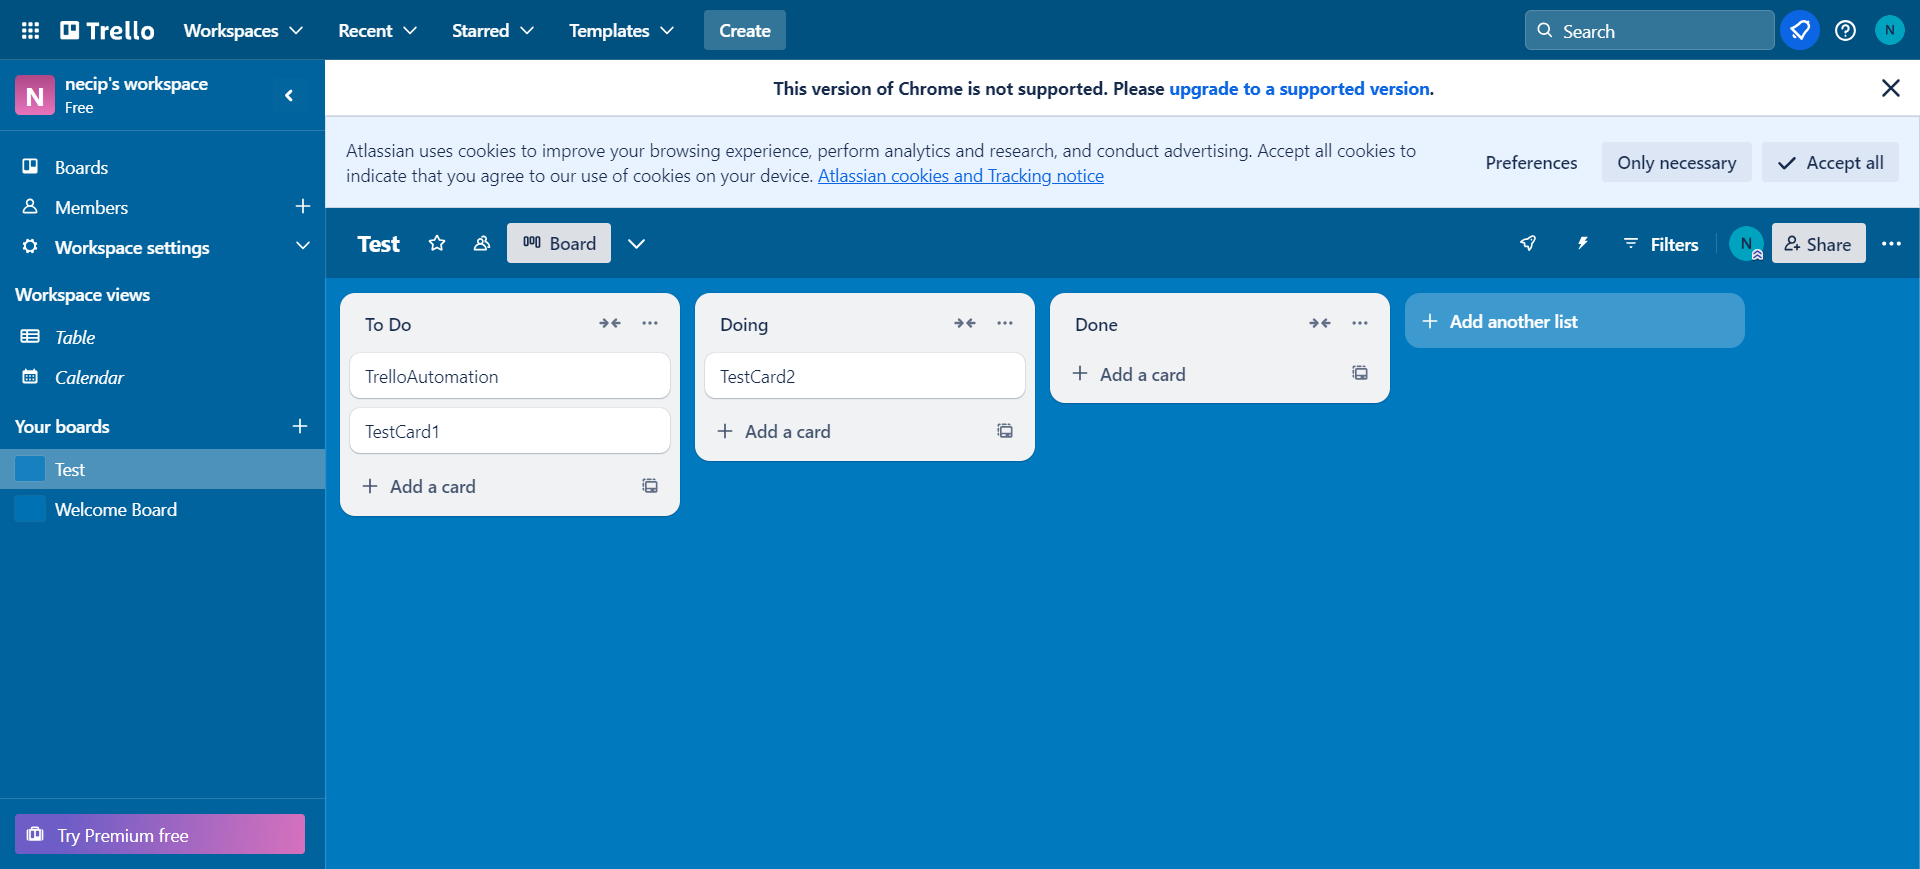 Trello
Workspaces
Recent
Starred
Templates
Create
Search
N
N
necip's workspace
Free
This version of Chrome is not supported. Please upgrade to a supported version.
Atlassian uses cookies to improve your browsing experience, perform analytics and research, and conduct advertising. Accept all cookies to
indicate that you agree to our use of cookies on your device. Atlassian cookies and Tracking notice
Preferences
Only necessary
Accept all
Boards
Members
Workspace settings
Workspace views
Table
Calendar
Your boards
Test
Welcome Board
Try Premium free
Test
Board
Filters
N
Share
To Do
TrelloAutomation
TestCard1
Add a card
Doing
TestCard2
Add a card
Done
Add a card
Add another list